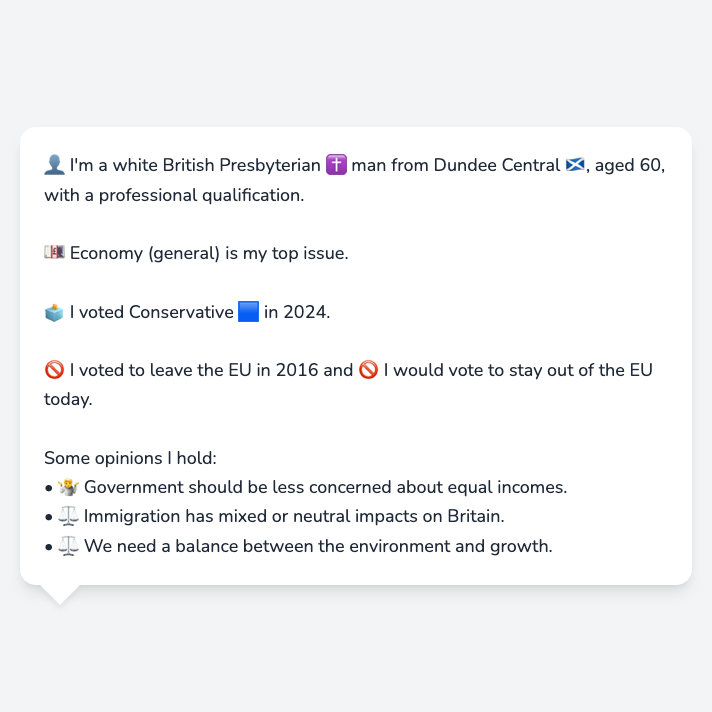 👤 I'm a white British Presbyterian ✝️ man from Dundee Central 🏴󠁧󠁢󠁳󠁣󠁴󠁿, aged 60,
with a professional qualification.
💷 Economy (general) is my top issue.
🗳️ I voted Conservative 🟦 in 2024.
🚫 I voted to leave the EU in 2016 and 🚫 I would vote to stay out of the EU
today.
Some opinions I hold:
• 🤷 Government should be less concerned about equal incomes.
• ⚖️ Immigration has mixed or neutral impacts on Britain.
• ⚖️ We need a balance between the environment and growth.